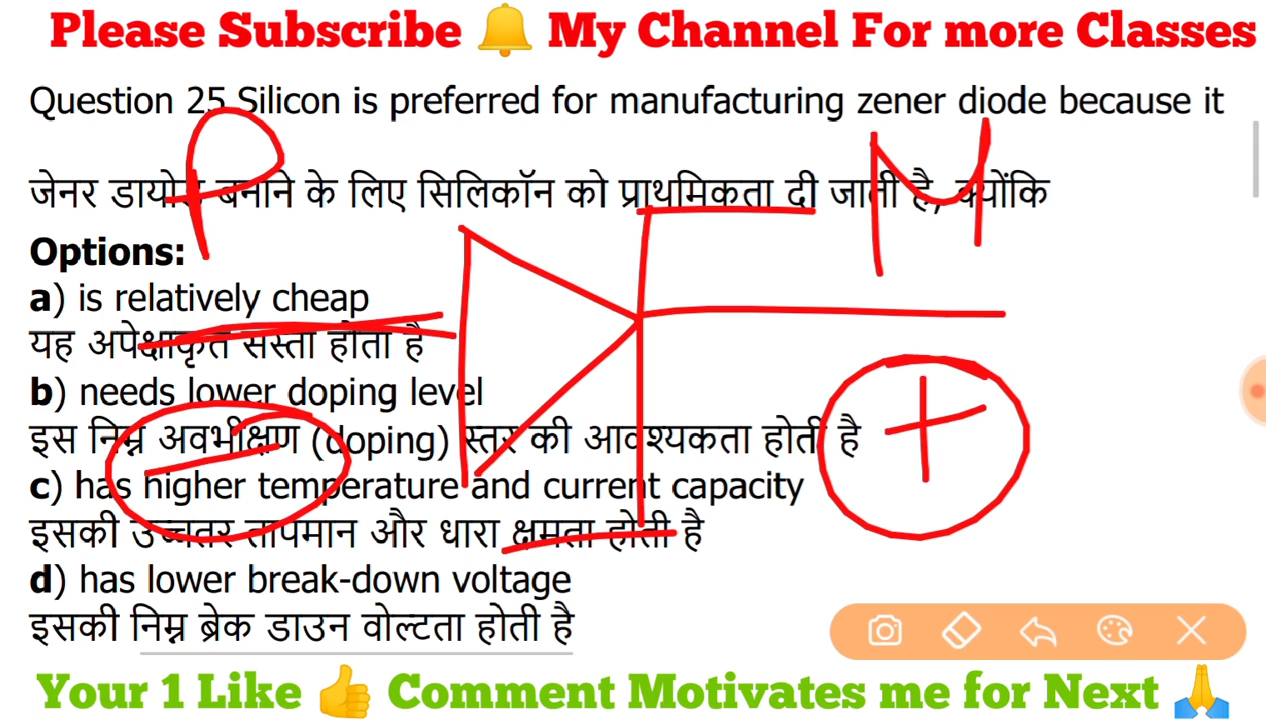 Please Subscribe 🔔 My Channel For more Classes
Question 25 Silicon is preferred for manufacturing zener diode because it
जेनर डायोड बनाने के लिए सिलिकॉन को प्राथमिकता दी जाती है, क्योंकि
P
N
Options:
a) is relatively cheap
यह अपेक्षाकृत सस्ता होता है
b) needs lower doping level
इस निम्न अवभीक्षण (doping) स्तर की आवश्यकता होती है
c) has higher temperature and current capacity
इसकी उच्चतर तापमान और धारा क्षमता होती है
d) has lower break-down voltage
इसकी निम्न ब्रेक डाउन वोल्टता होती है
−
+
Your 1 Like 👍 Comment Motivates me for Next 🙏